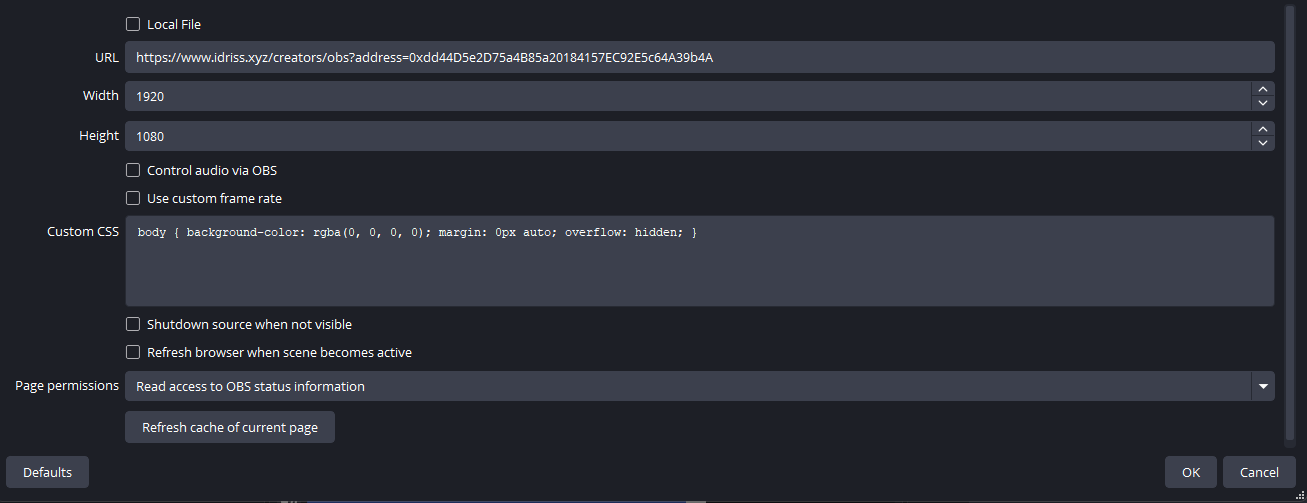 Local File
URL https://www.idriss.xyz/creators/obs?address=0xdd44D5e2D75a4B85a20184157EC92E5c64A39b4A
Width 1920
Height 1080
Control audio via OBS
Use custom frame rate
Custom CSS body { background-color: rgba(0, 0, 0, 0); margin: 0px auto; overflow: hidden; }
Shutdown source when not visible
Refresh browser when scene becomes active
Page permissions Read access to OBS status information
Refresh cache of current page
Defaults OK Cancel